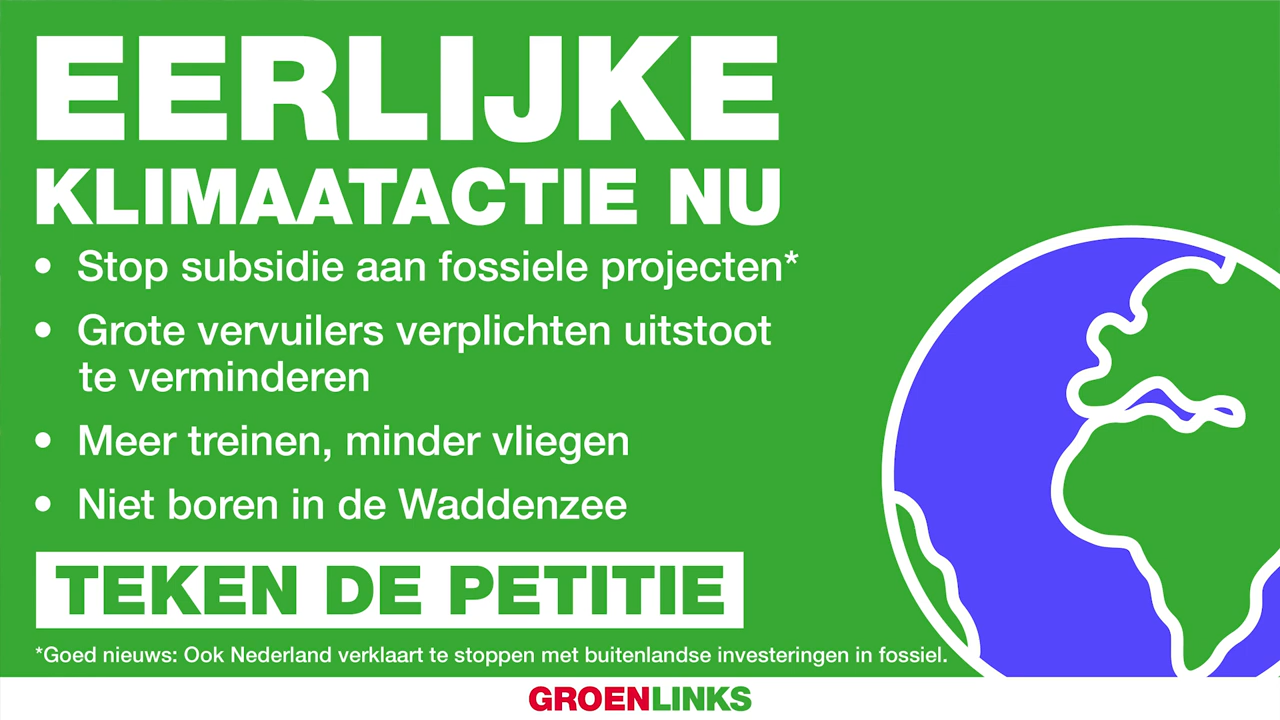 EERLIJKE
KLIMAATACTIE NU
• Stop subsidie aan fossiele projecten*
• Grote vervuilers verplichten uitstoot
te verminderen
• Meer treinen, minder vliegen
• Niet boren in de Waddenzee
TEKEN DE PETITIE
*Goed nieuws: Ook Nederland verklaart te stoppen met buitenlandse investeringen in fossiel.
GROENLINKS